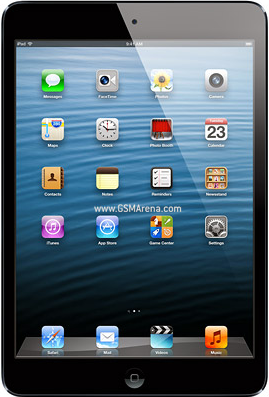 iPad 9:41 AM
Messages FaceTime Photos Camera
Tuesday
23
Maps Clock Photo Booth Calendar
Contacts Notes Reminders Newsstand
www.GSMArena.com
iTunes App Store Game Center Settings
Safari Mail Videos Music